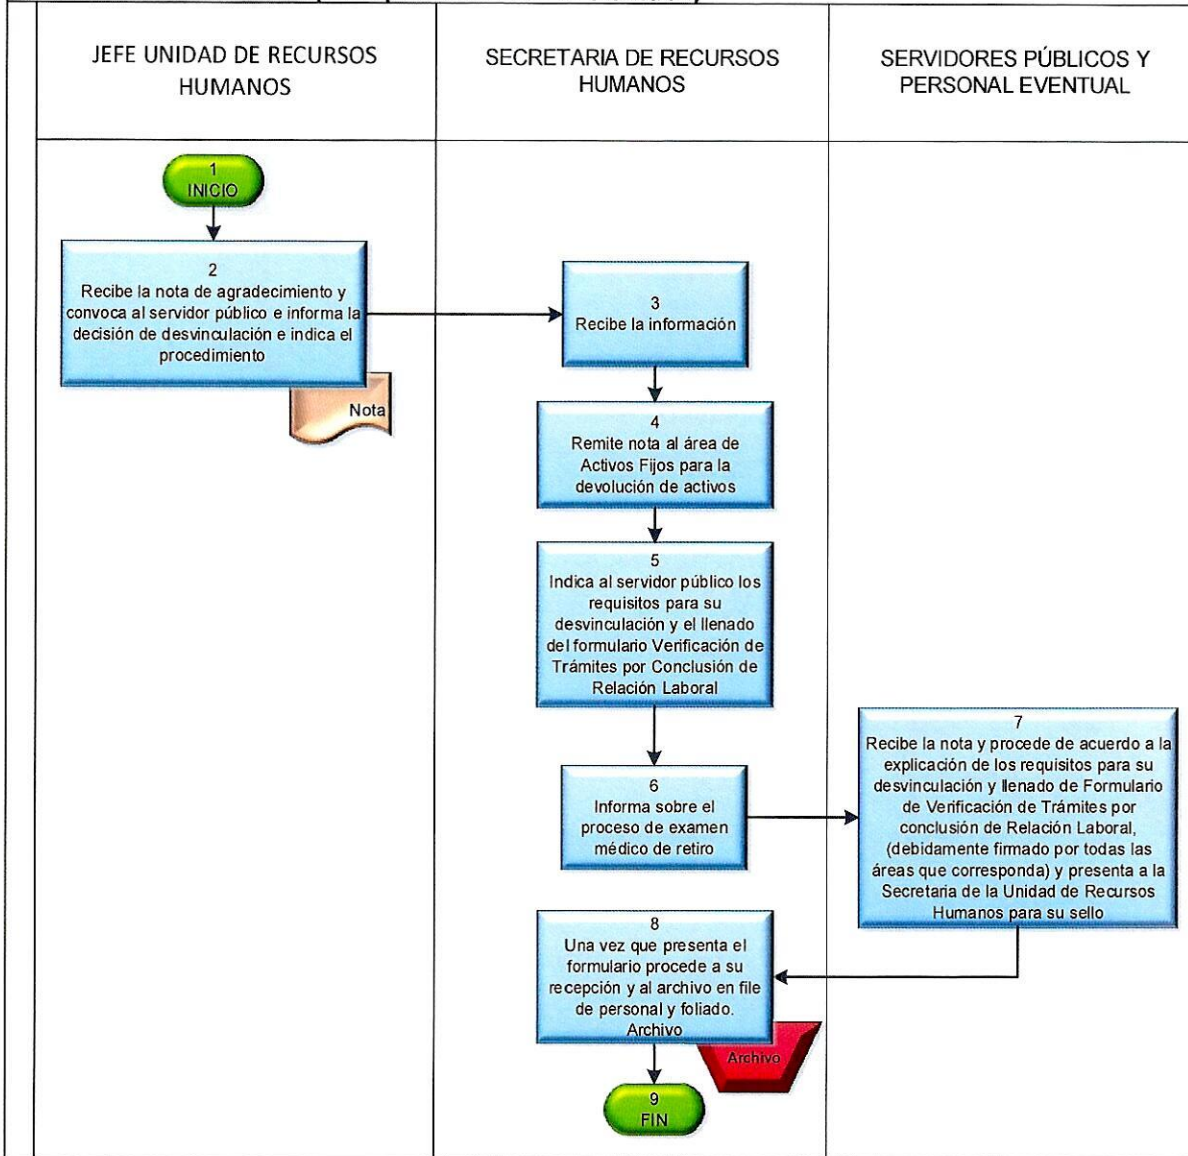 JEFE UNIDAD DE RECURSOS
HUMANOS
SECRETARIA DE RECURSOS
HUMANOS
SERVIDORES PÚBLICOS Y
PERSONAL EVENTUAL
1
INICIO
2
Recibe la nota de agradecimiento y
convoca al servidor público e informa la
decisión de desvinculación e indica el
procedimiento
Nota
3
Recibe la información
4
Remite nota al área de
Activos Fijos para la
devolución de activos
5
Indica al servidor público los
requisitos para su
desvinculación y el llenado
del formulario Verificación de
Trámites por Conclusión de
Relación Laboral
6
Informa sobre el
proceso de examen
médico de retiro
7
Recibe la nota y procede de acuerdo a la
explicación de los requisitos para su
desvinculación y llenado de Formulario
de Verificación de Trámites por
conclusión de Relación Laboral,
(debidamente firmado por todas las
áreas que corresponda) y presenta a la
Secretaria de la Unidad de Recursos
Humanos para su sello
8
Una vez que presenta el
formulario procede a su
recepción y al archivo en file
de personal y foliado.
Archivo
Archivo
9
FIN